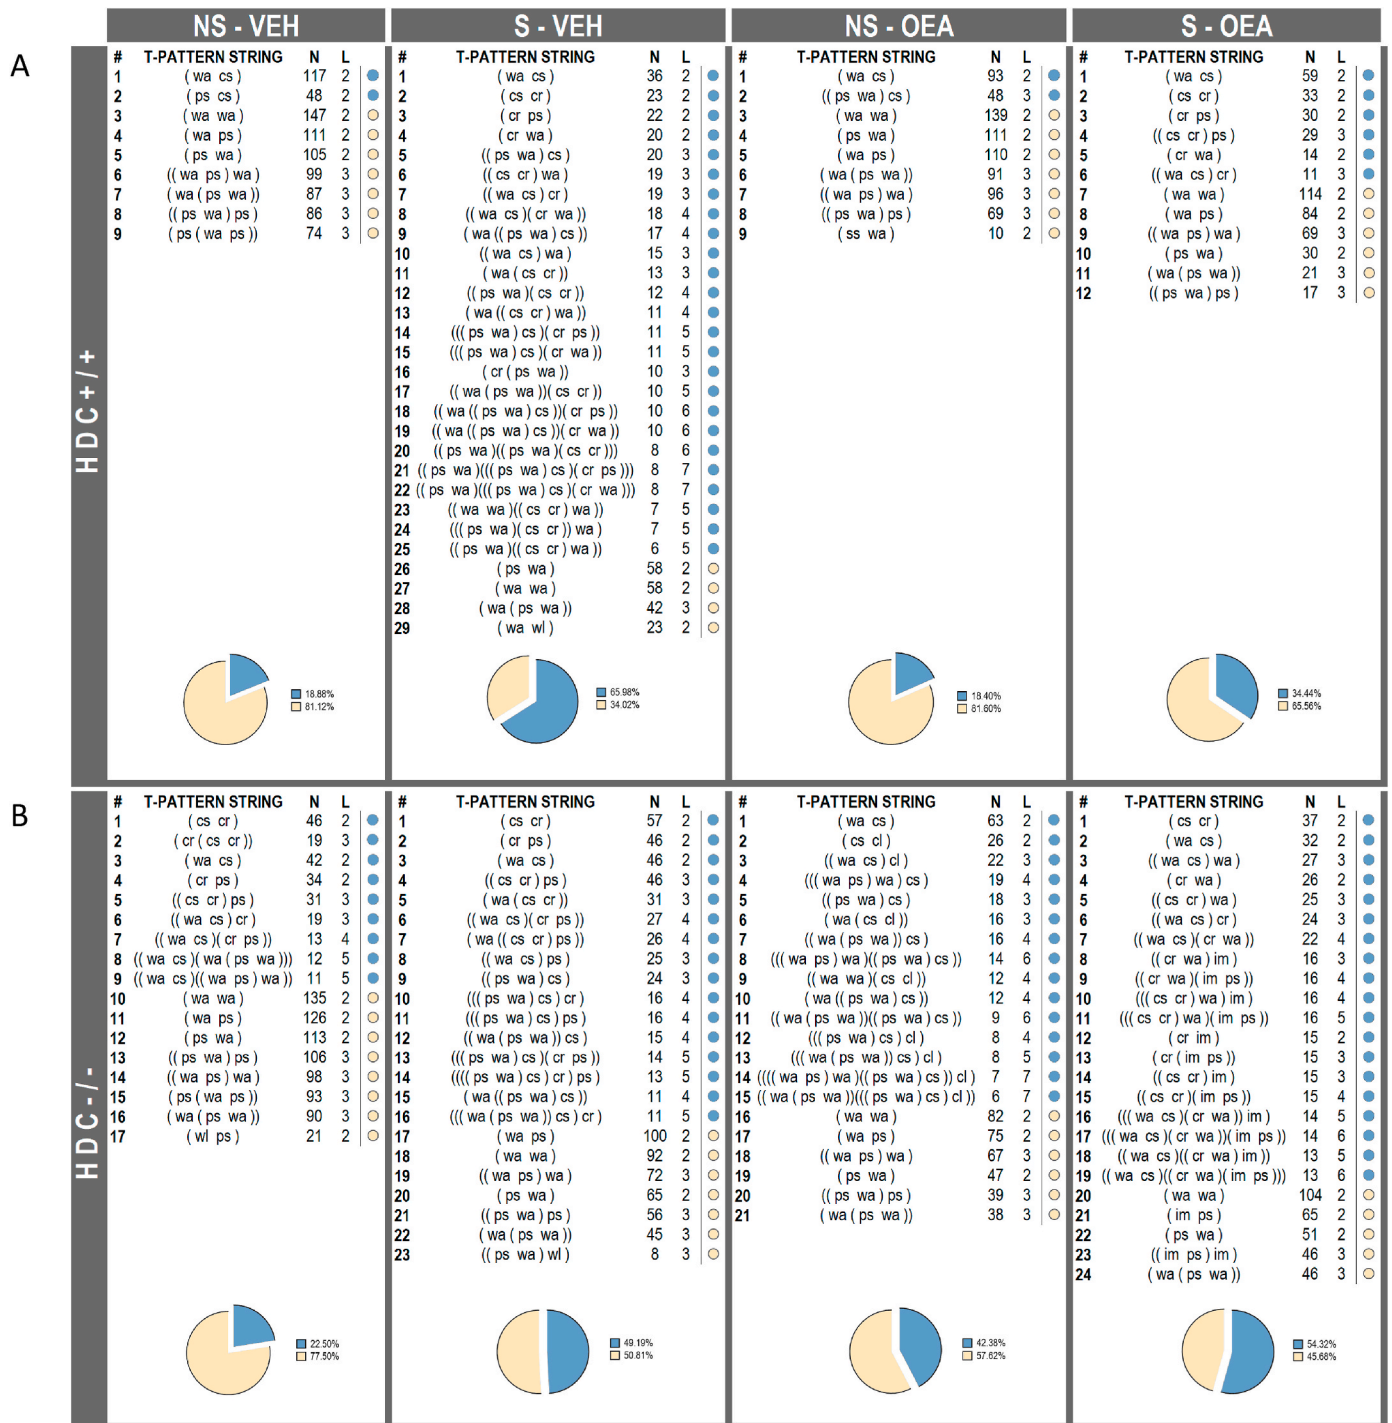 NS - VEH
S - VEH
NS - OEA
S - OEA
A
HDC+/+
# T-PATTERN STRING N L
1 ( wa cs ) 117 2
2 ( ps cs ) 48 2
3 ( wa wa ) 147 2
4 ( wa ps ) 111 2
5 ( ps wa ) 105 2
6 (( wa ps ) wa ) 99 3
7 ( wa ( ps wa )) 87 3
8 (( ps wa ) ps ) 86 3
9 ( ps ( wa ps )) 74 3
18.88%
81.12%
# T-PATTERN STRING N L
1 ( wa cs ) 36 2
2 ( cs cr ) 23 2
3 ( cr ps ) 22 2
4 ( cr wa ) 20 2
5 (( ps wa ) cs ) 20 3
6 (( cs cr ) wa ) 19 3
7 (( wa cs ) cr ) 19 3
8 (( wa cs )( cr wa )) 18 4
9 ( wa (( ps wa ) cs )) 17 4
10 (( wa cs ) wa ) 15 3
11 ( wa ( cs cr )) 13 3
12 (( ps wa )( cs cr )) 12 4
13 ( wa (( cs cr ) wa )) 11 4
14 ((( ps wa ) cs )( cr ps )) 11 5
15 ((( ps wa ) cs )( cr wa )) 11 5
16 ( cr ( ps wa )) 10 3
17 (( wa ( ps wa ))( cs cr )) 10 5
18 (( wa (( ps wa ) cs ))( cr ps )) 10 6
19 (( wa (( ps wa ) cs ))( cr wa )) 10 6
20 (( ps wa )(( ps wa )( cs cr ))) 8 6
21 (( ps wa )((( ps wa ) cs )( cr ps ))) 8 7
22 (( ps wa )((( ps wa ) cs )( cr wa ))) 8 7
23 (( wa wa )(( cs cr ) wa )) 7 5
24 ((( ps wa )( cs cr )) wa ) 7 5
25 (( ps wa )(( cs cr ) wa )) 6 5
26 ( ps wa ) 58 2
27 ( wa wa ) 58 2
28 ( wa ( ps wa )) 42 3
29 ( wa wl ) 23 2
65.98%
34.02%
# T-PATTERN STRING N L
1 ( wa cs ) 93 2
2 (( ps wa ) cs ) 48 3
3 ( wa wa ) 139 2
4 ( ps wa ) 111 2
5 ( wa ps ) 110 2
6 ( wa ( ps wa )) 91 3
7 (( wa ps ) wa ) 96 3
8 (( ps wa ) ps ) 69 3
9 ( ss wa ) 10 2
18.40%
81.60%
# T-PATTERN STRING N L
1 ( wa cs ) 59 2
2 ( cs cr ) 33 2
3 ( cr ps ) 30 2
4 (( cs cr ) ps ) 29 3
5 ( cr wa ) 14 2
6 (( wa cs ) cr ) 11 3
7 ( wa wa ) 114 2
8 ( wa ps ) 84 2
9 (( wa ps ) wa ) 69 3
10 ( ps wa ) 30 2
11 ( wa ( ps wa )) 21 3
12 (( ps wa ) ps ) 17 3
34.44%
65.56%
B
HDC-/-
# T-PATTERN STRING N L
1 ( cs cr ) 46 2
2 ( cr ( cs cr )) 19 3
3 ( wa cs ) 42 2
4 ( cr ps ) 34 2
5 (( cs cr ) ps ) 31 3
6 (( wa cs ) cr ) 19 3
7 (( wa cs )( cr ps )) 13 4
8 (( wa cs )( wa ( ps wa ))) 12 5
9 (( wa cs )(( wa ps ) wa )) 11 5
10 ( wa wa ) 135 2
11 ( wa ps ) 126 2
12 ( ps wa ) 113 2
13 (( ps wa ) ps ) 106 3
14 (( wa ps ) wa ) 98 3
15 ( ps ( wa ps )) 93 3
16 ( wa ( ps wa )) 90 3
17 ( wl ps ) 21 2
22.50%
77.50%
# T-PATTERN STRING N L
1 ( cs cr ) 57 2
2 ( cr ps ) 46 2
3 ( wa cs ) 46 2
4 (( cs cr ) ps ) 46 3
5 ( wa ( cs cr )) 31 3
6 (( wa cs )( cr ps )) 27 4
7 ( wa (( cs cr ) ps )) 26 4
8 (( wa cs ) ps ) 25 3
9 (( ps wa ) cs ) 24 3
10 ((( ps wa ) cs ) cr ) 16 4
11 ((( ps wa ) cs ) ps ) 16 4
12 (( wa ( ps wa )) cs ) 15 4
13 ((( ps wa ) cs )( cr ps )) 14 5
14 (((( ps wa ) cs ) cr ) ps ) 13 5
15 ( wa (( ps wa ) cs )) 11 4
16 ((( wa ( ps wa )) cs ) cr ) 11 5
17 ( wa ps ) 100 2
18 ( wa wa ) 92 2
19 (( wa ps ) wa ) 72 3
20 ( ps wa ) 65 2
21 (( ps wa ) ps ) 56 3
22 ( wa ( ps wa )) 45 3
23 (( ps wa ) wl ) 8 3
49.19%
50.81%
# T-PATTERN STRING N L
1 ( wa cs ) 63 2
2 ( cs cl ) 26 2
3 (( wa cs ) cl ) 22 3
4 ((( wa ps ) wa ) cs ) 19 4
5 (( ps wa ) cs ) 18 3
6 ( wa ( cs cl )) 16 3
7 (( wa ( ps wa )) cs ) 16 4
8 ((( wa ps ) wa )(( ps wa ) cs )) 14 6
9 (( wa wa )( cs cl )) 12 4
10 ( wa (( ps wa ) cs )) 12 4
11 (( wa ( ps wa ))(( ps wa ) cs )) 9 6
12 ((( ps wa ) cs ) cl ) 8 4
13 ((( wa ( ps wa )) cs ) cl ) 8 5
14 (((( wa ps ) wa )(( ps wa ) cs )) cl ) 7 7
15 (( wa ( ps wa ))((( ps wa ) cs ) cl )) 6 7
16 ( wa wa ) 82 2
17 ( wa ps ) 75 2
18 (( wa ps ) wa ) 67 3
19 ( ps wa ) 47 2
20 (( ps wa ) ps ) 39 3
21 ( wa ( ps wa )) 38 3
42.38%
57.62%
# T-PATTERN STRING N L
1 ( cs cr ) 37 2
2 ( wa cs ) 32 2
3 (( wa cs ) wa ) 27 3
4 ( cr wa ) 26 2
5 (( cs cr ) wa ) 25 3
6 (( wa cs ) cr ) 24 3
7 (( wa cs )( cr wa )) 22 4
8 (( cr wa ) im ) 16 3
9 (( cr wa )( im ps )) 16 4
10 ((( cs cr ) wa ) im ) 16 4
11 ((( cs cr ) wa )( im ps )) 16 5
12 ( cr im ) 15 2
13 ( cr ( im ps )) 15 3
14 (( cs cr ) im ) 15 3
15 (( cs cr )( im ps )) 15 4
16 ((( wa cs )( cr wa )) im ) 14 5
17 ((( wa cs )( cr wa ))( im ps )) 14 6
18 (( wa cs )(( cr wa ) im )) 13 5
19 (( wa cs )(( cr wa )( im ps ))) 13 6
20 ( wa wa ) 104 2
21 ( im ps ) 65 2
22 ( ps wa ) 51 2
23 (( im ps ) im ) 46 3
24 ( wa ( ps wa )) 46 3
54.32%
45.68%